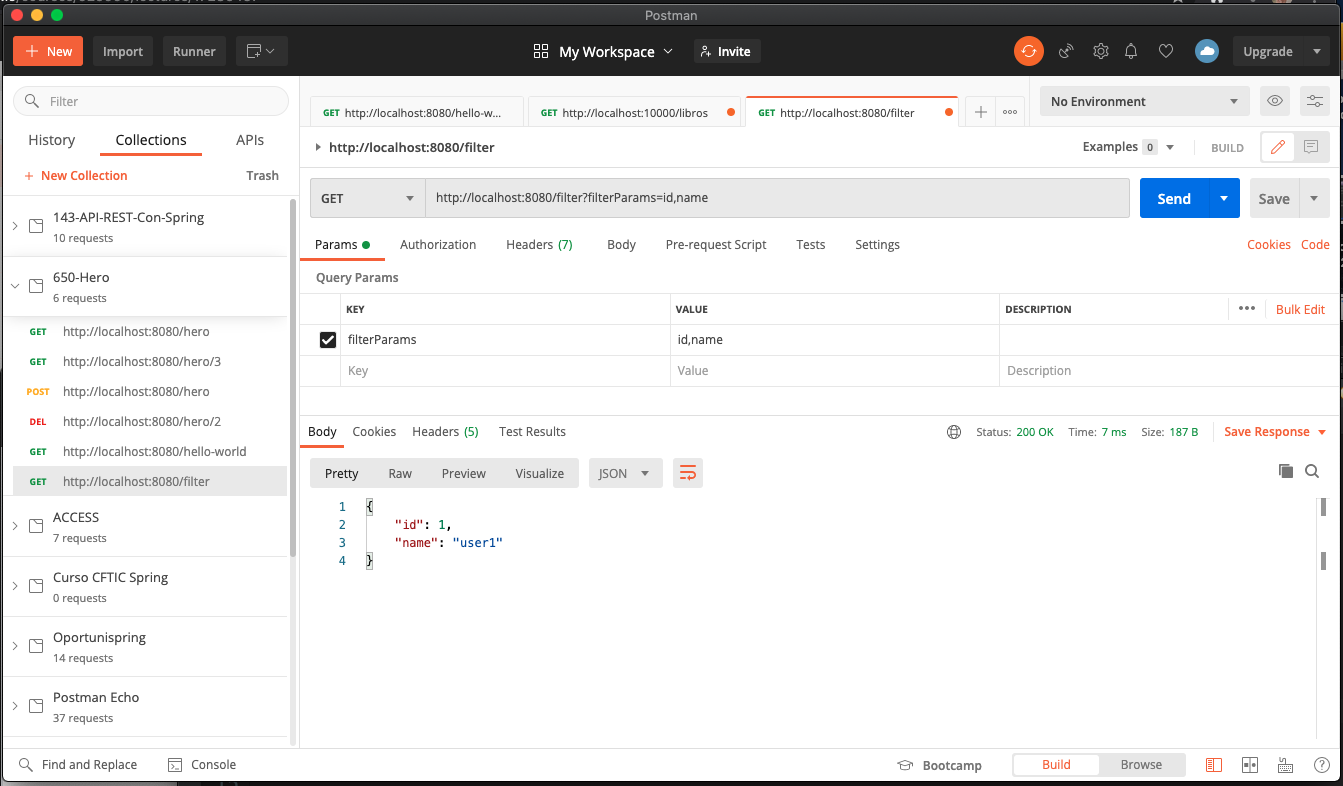 Postman
New
Import
Runner
My Workspace
Invite
Upgrade
Filter
History
Collections
APIs
+ New Collection
Trash
143-API-REST-Con-Spring
10 requests
650-Hero
6 requests
GET http://localhost:8080/hero
GET http://localhost:8080/hero/3
POST http://localhost:8080/hero
DEL http://localhost:8080/hero/2
GET http://localhost:8080/hello-world
GET http://localhost:8080/filter
ACCESS
7 requests
Curso CFTIC Spring
0 requests
Oportunispring
14 requests
Postman Echo
37 requests
GET http://localhost:8080/hello-w...
GET http://localhost:10000/libros
GET http://localhost:8080/filter
No Environment
http://localhost:8080/filter
Examples 0
BUILD
GET
http://localhost:8080/filter?filterParams=id,name
Send
Save
Params
Authorization
Headers (7)
Body
Pre-request Script
Tests
Settings
Cookies
Code
Query Params
KEY VALUE DESCRIPTION
Bulk Edit
filterParams id,name
Key Value Description
Body
Cookies
Headers (5)
Test Results
Status: 200 OK
Time: 7 ms
Size: 187 B
Save Response
Pretty
Raw
Preview
Visualize
JSON
1 {
2 "id": 1,
3 "name": "user1"
4 }
Find and Replace
Console
Bootcamp
Build
Browse